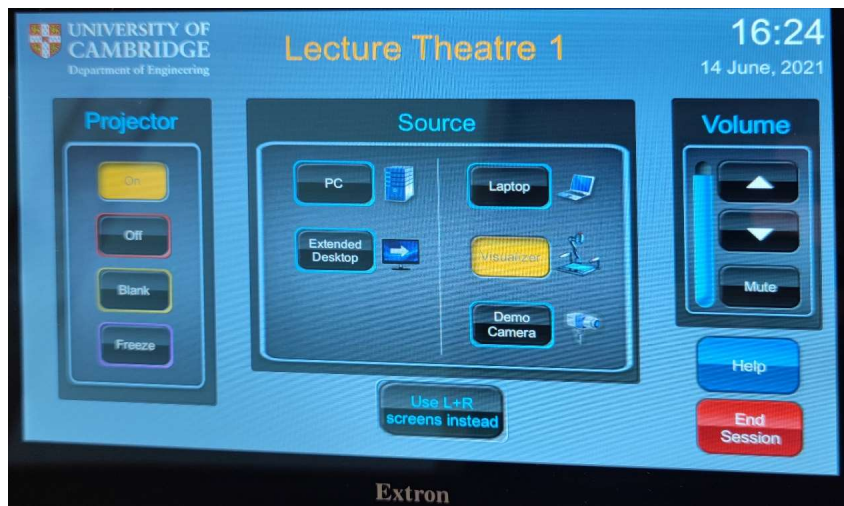 UNIVERSITY OF
CAMBRIDGE
Department of Engineering
Lecture Theatre 1
16:24
14 June, 2021
Projector
On
Off
Blank
Freeze
Source
PC
Extended
Desktop
Laptop
Visualizer
Demo
Camera
Use L+R
screens instead
Volume
Mute
Help
End
Session
Extron